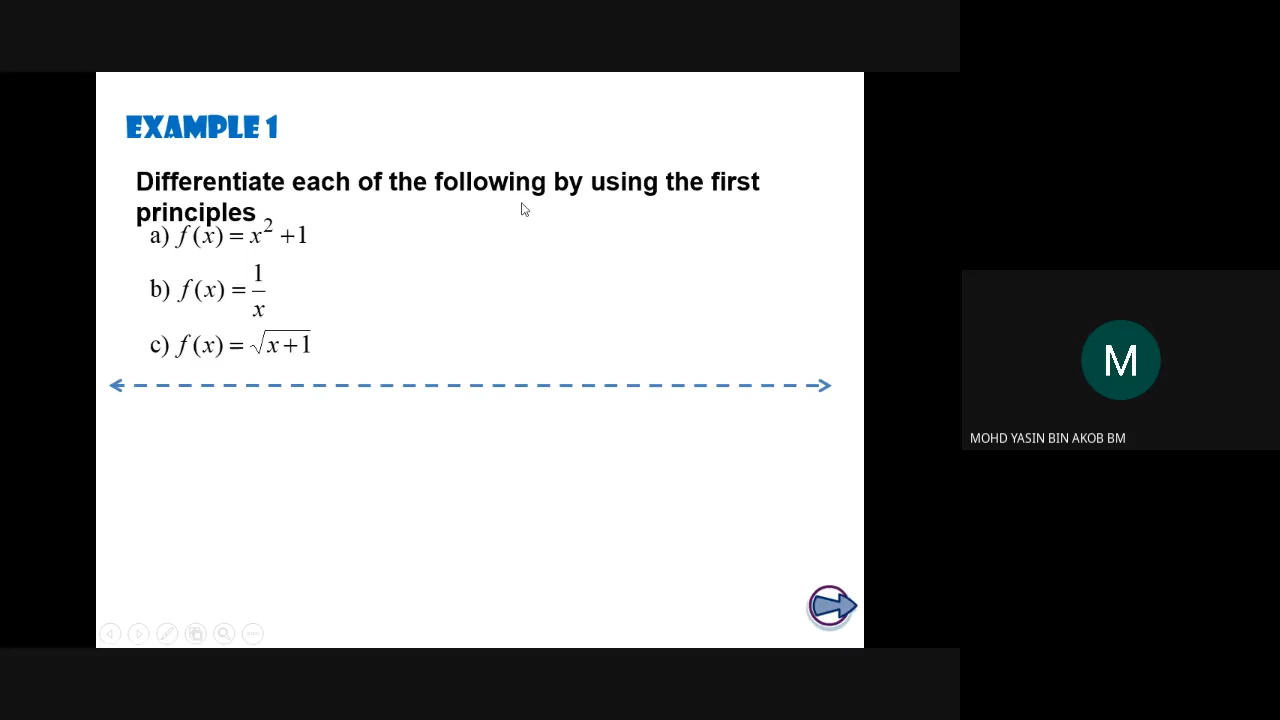 EXAMPLE 1
Differentiate each of the following by using the first
principles
a) f(x) = x² + 1
b) f(x) = 1/x
c) f(x) = √(x+1)
M
MOHD YASIN BIN AKOB BM